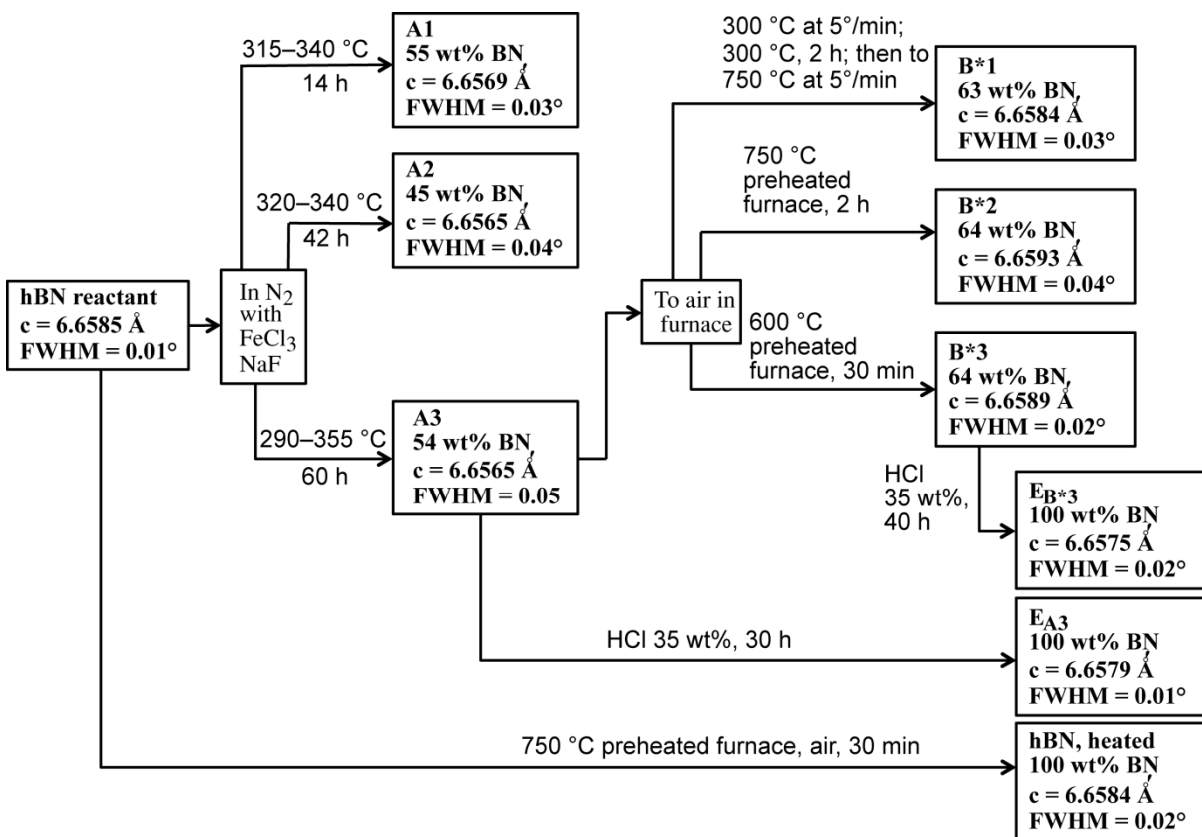 hBN reactant
c = 6.6585 Å
FWHM = 0.01°
In N2
with
FeCl3
NaF
315–340 °C
14 h
A1
55 wt% BN,
c = 6.6569 Å
FWHM = 0.03°
320–340 °C
42 h
A2
45 wt% BN,
c = 6.6565 Å
FWHM = 0.04°
290–355 °C
60 h
A3
54 wt% BN,
c = 6.6565 Å
FWHM = 0.05
To air in
furnace
300 °C at 5°/min;
300 °C, 2 h; then to
750 °C at 5°/min
B*1
63 wt% BN,
c = 6.6584 Å
FWHM = 0.03°
750 °C
preheated
furnace, 2 h
B*2
64 wt% BN,
c = 6.6593 Å
FWHM = 0.04°
600 °C
preheated
furnace, 30 min
B*3
64 wt% BN,
c = 6.6589 Å
FWHM = 0.02°
HCl
35 wt%,
40 h
EB*3
100 wt% BN
c = 6.6575 Å
FWHM = 0.02°
HCl 35 wt%, 30 h
EA3
100 wt% BN
c = 6.6579 Å
FWHM = 0.01°
750 °C preheated furnace, air, 30 min
hBN, heated
100 wt% BN
c = 6.6584 Å
FWHM = 0.02°